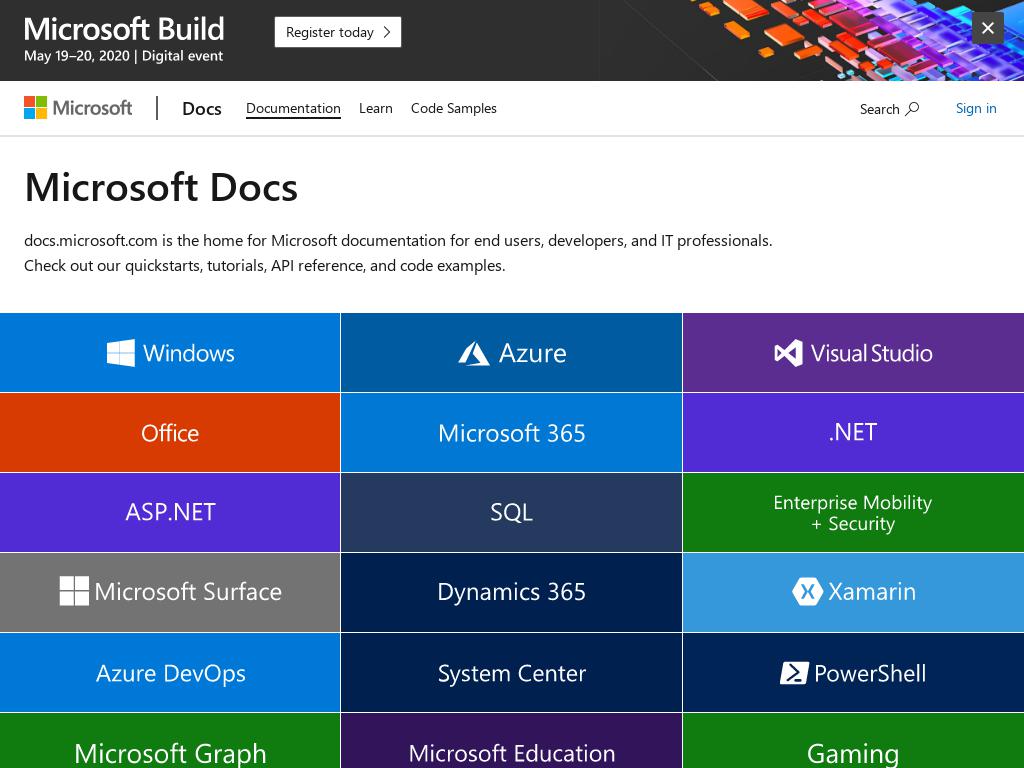 Microsoft Build
May 19–20, 2020 | Digital event
Register today
Microsoft
Docs
Documentation
Learn
Code Samples
Search
Sign in
Microsoft Docs
docs.microsoft.com is the home for Microsoft documentation for end users, developers, and IT professionals.
Check out our quickstarts, tutorials, API reference, and code examples.
Windows
Azure
Visual Studio
Office
Microsoft 365
.NET
ASP.NET
SQL
Enterprise Mobility
+ Security
Microsoft Surface
Dynamics 365
Xamarin
Azure DevOps
System Center
PowerShell
Microsoft Graph
Microsoft Education
Gaming